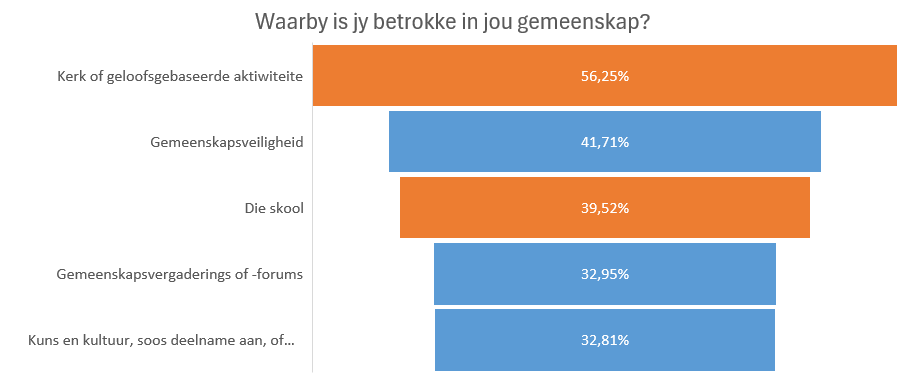 Waarby is jy betrokke in jou gemeenskap?
Kerk of geloofsgebaseerde aktiwiteite
56,25%
Gemeenskapsveiligheid
41,71%
Die skool
39,52%
Gemeenskapsvergaderings of -forums
32,95%
Kuns en kultuur, soos deelname aan, of...
32,81%